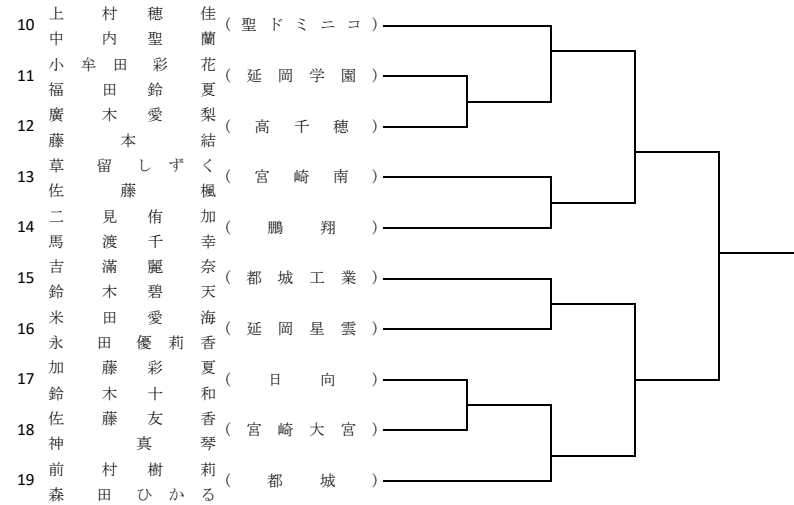 10 上村穂佳 (聖ドミニコ)
中内聖蘭
11 小牟田彩花 (延岡学園)
福田鈴夏
12 廣木愛梨 (高千穂)
藤本結
13 草留しずく (宮崎南)
佐藤楓
14 二見侑加 (鵬翔)
馬渡千幸
15 吉滿麗奈 (都城工業)
鈴木碧天
16 米田愛海 (延岡星雲)
永田優莉香
17 加藤彩夏 (日向)
鈴木十和
18 佐藤友香 (宮崎大宮)
神真琴
19 前村樹莉 (都城)
森田ひかる